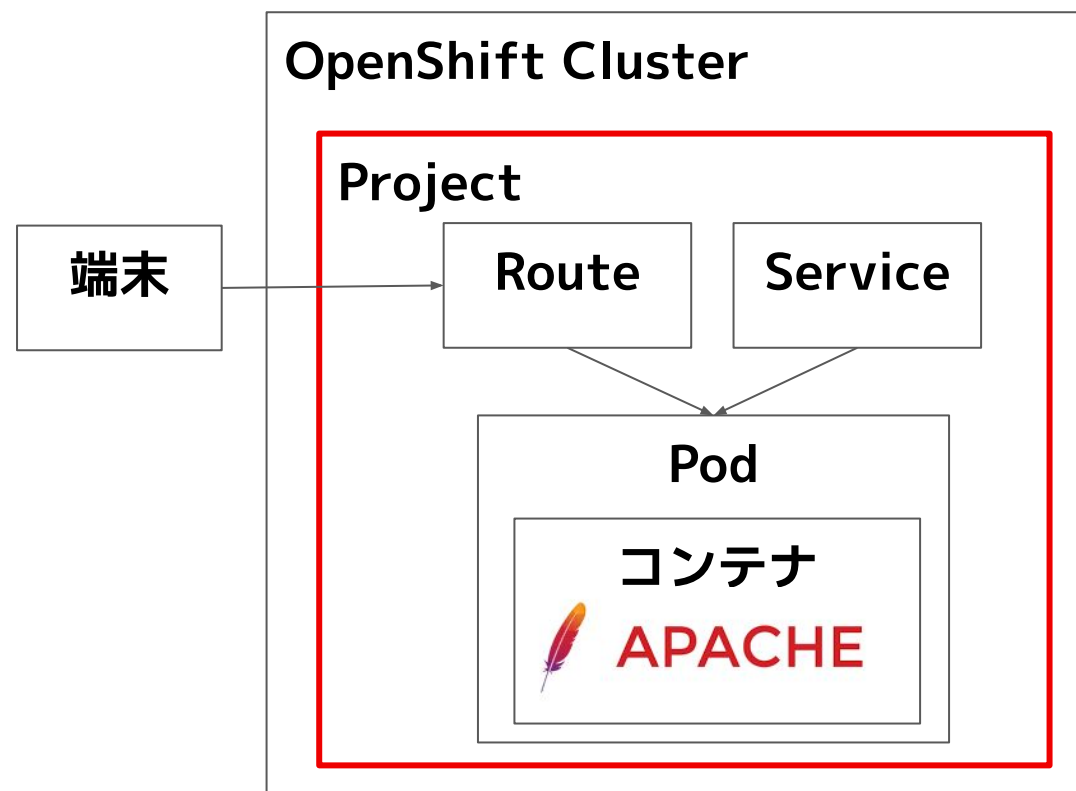 OpenShift Cluster
Project
端末
Route
Service
Pod
コンテナ
APACHE